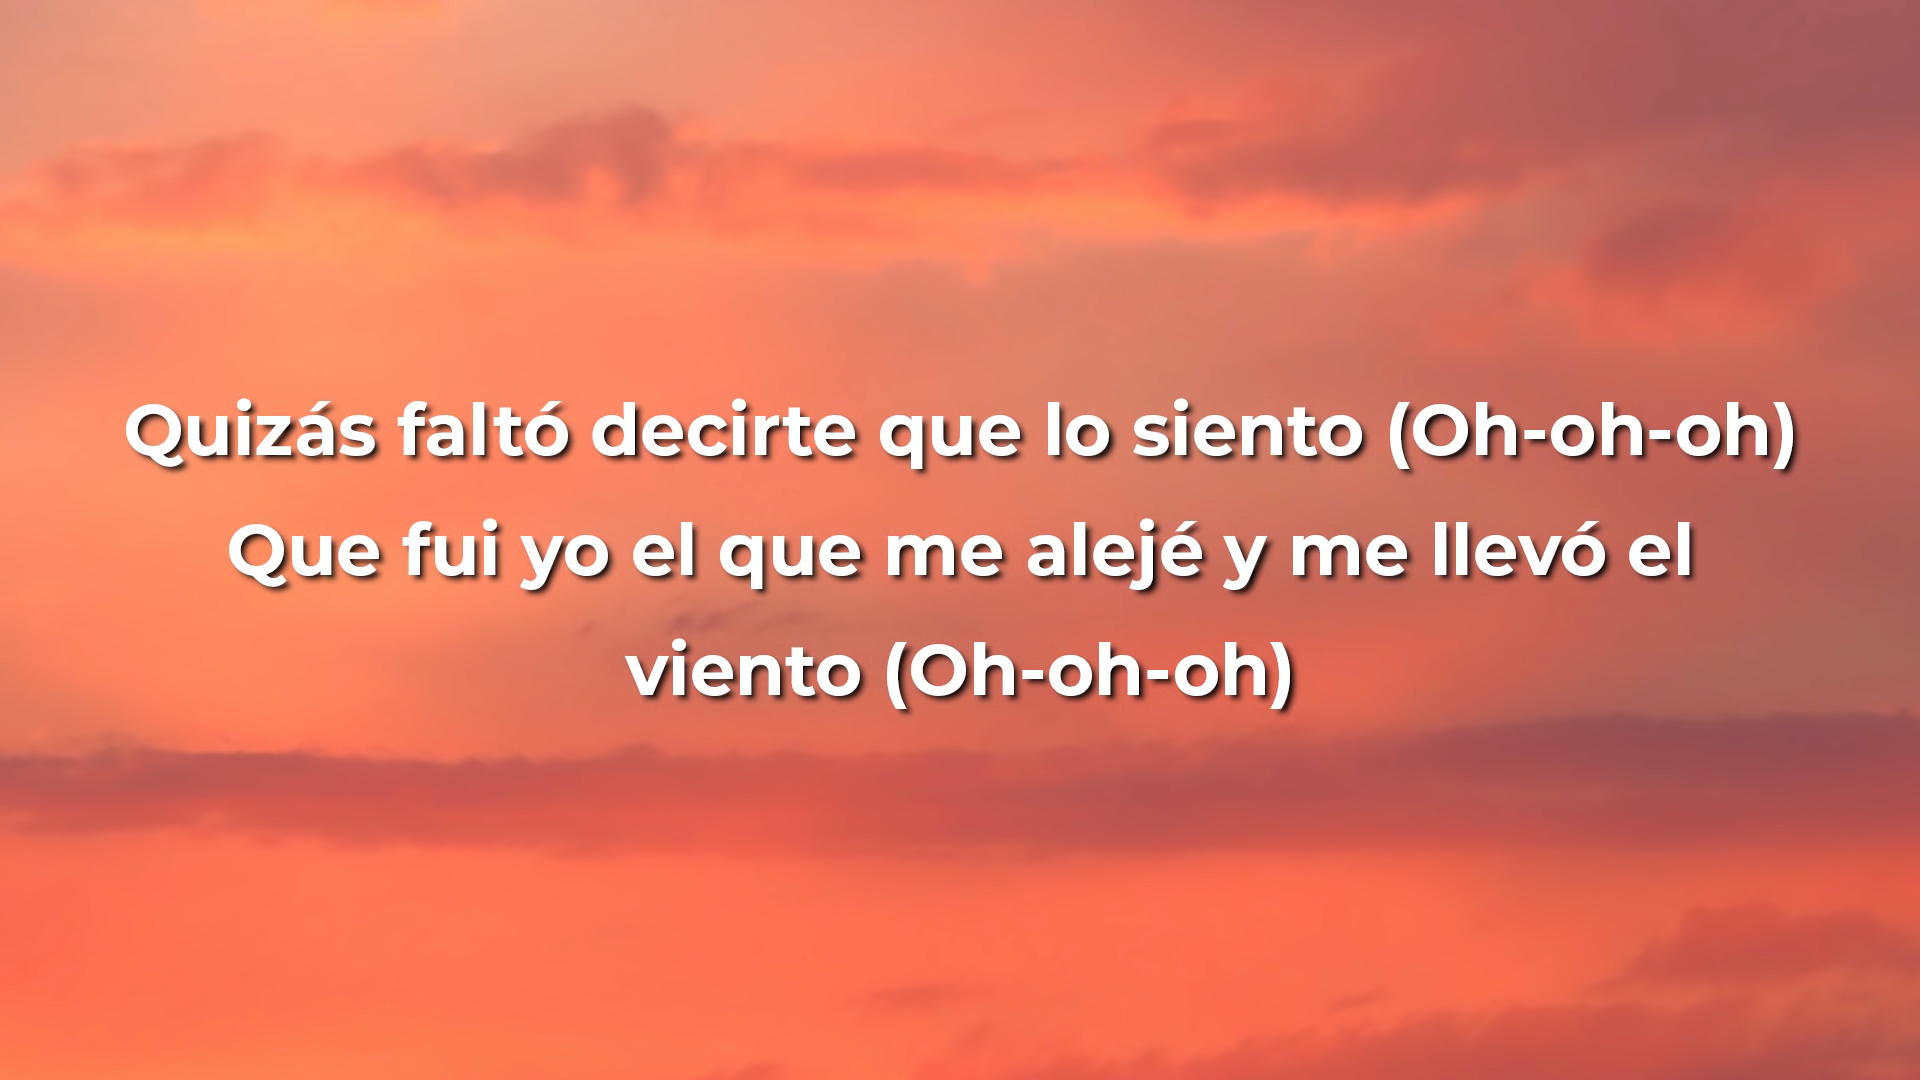 Quizás faltó decirte que lo siento (Oh-oh-oh)
Que fui yo el que me alejé y me llevó el
viento (Oh-oh-oh)